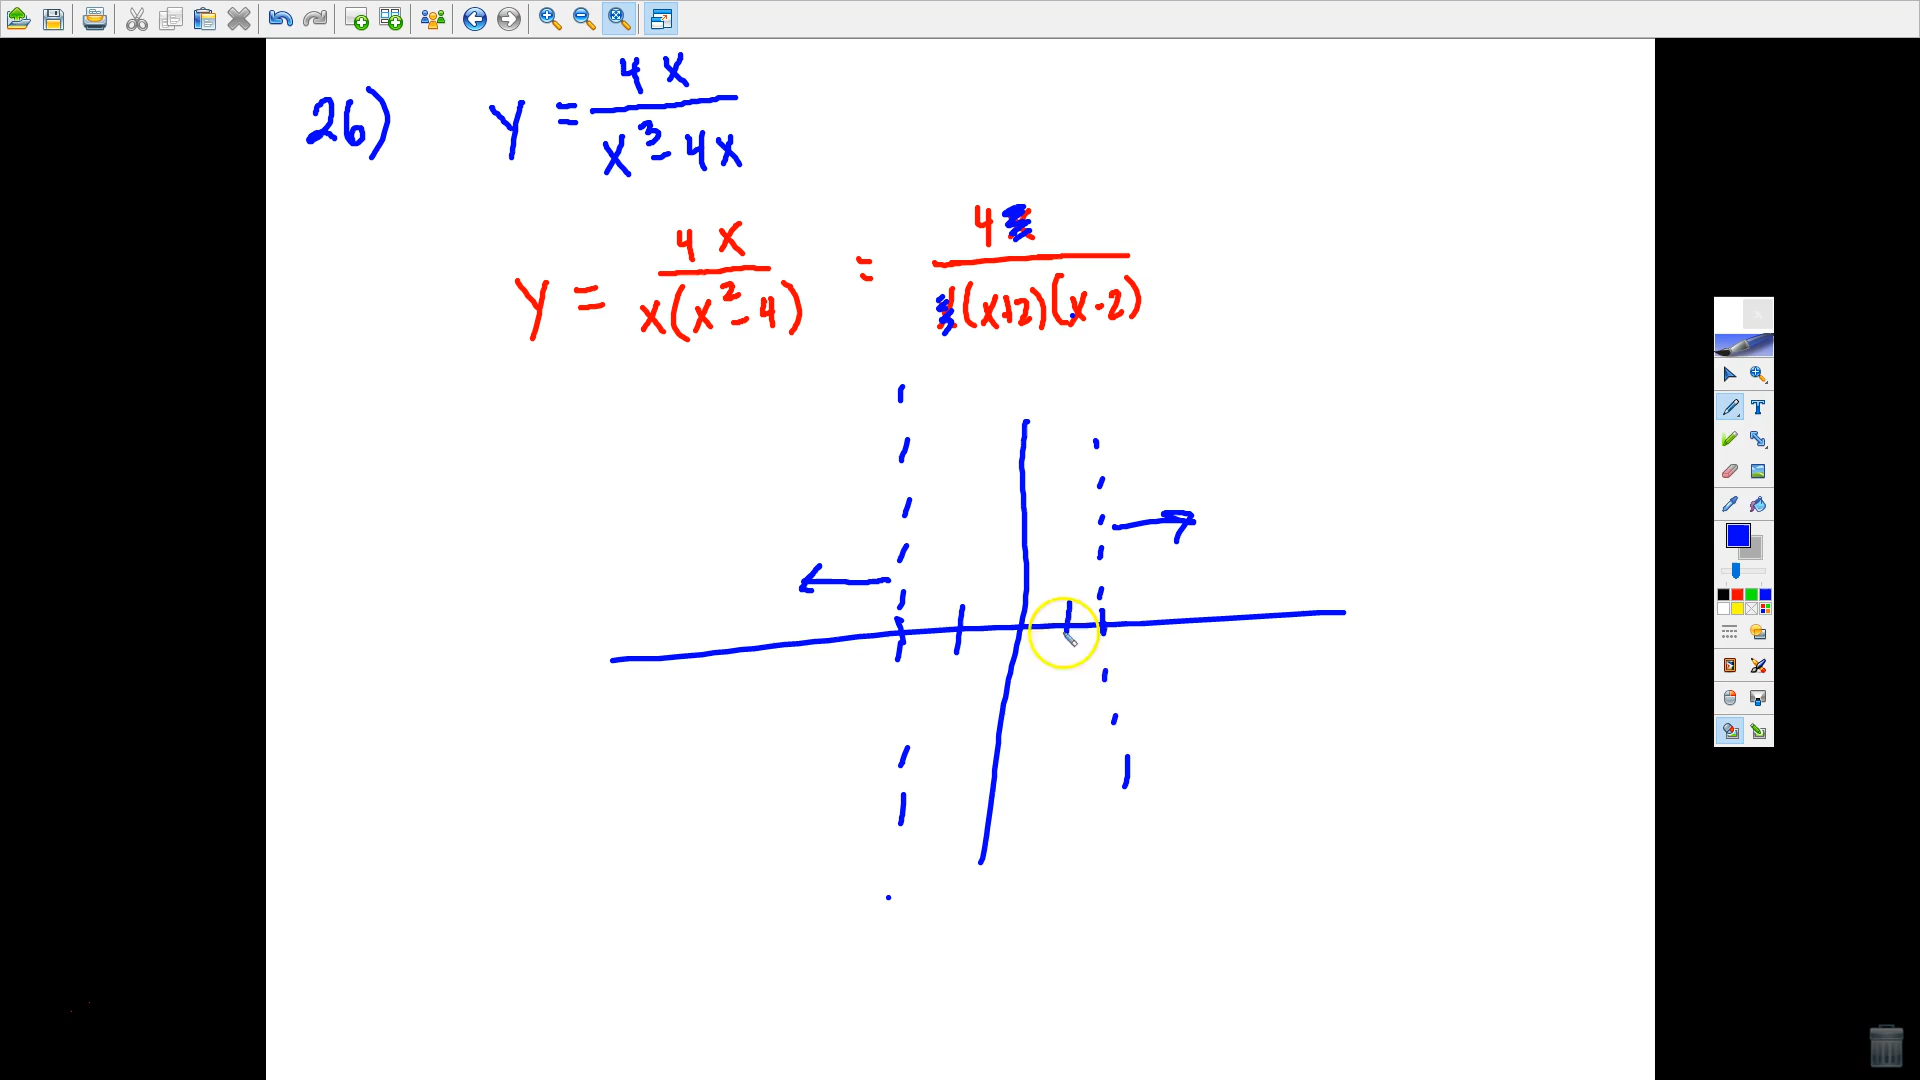 26) y = 4x / x³ - 4x
y = 4x / x(x² - 4) = 4 / (x+2)(x-2)
T